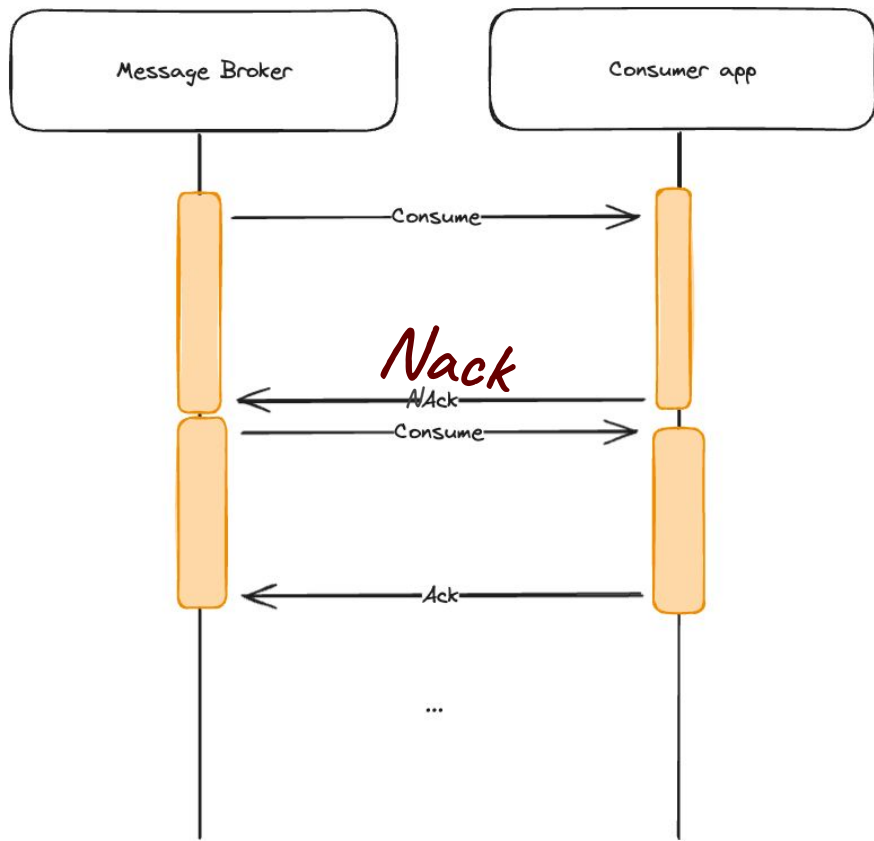 Message Broker
Consumer app
Consume
Nack
NAck
Consume
Ack
...